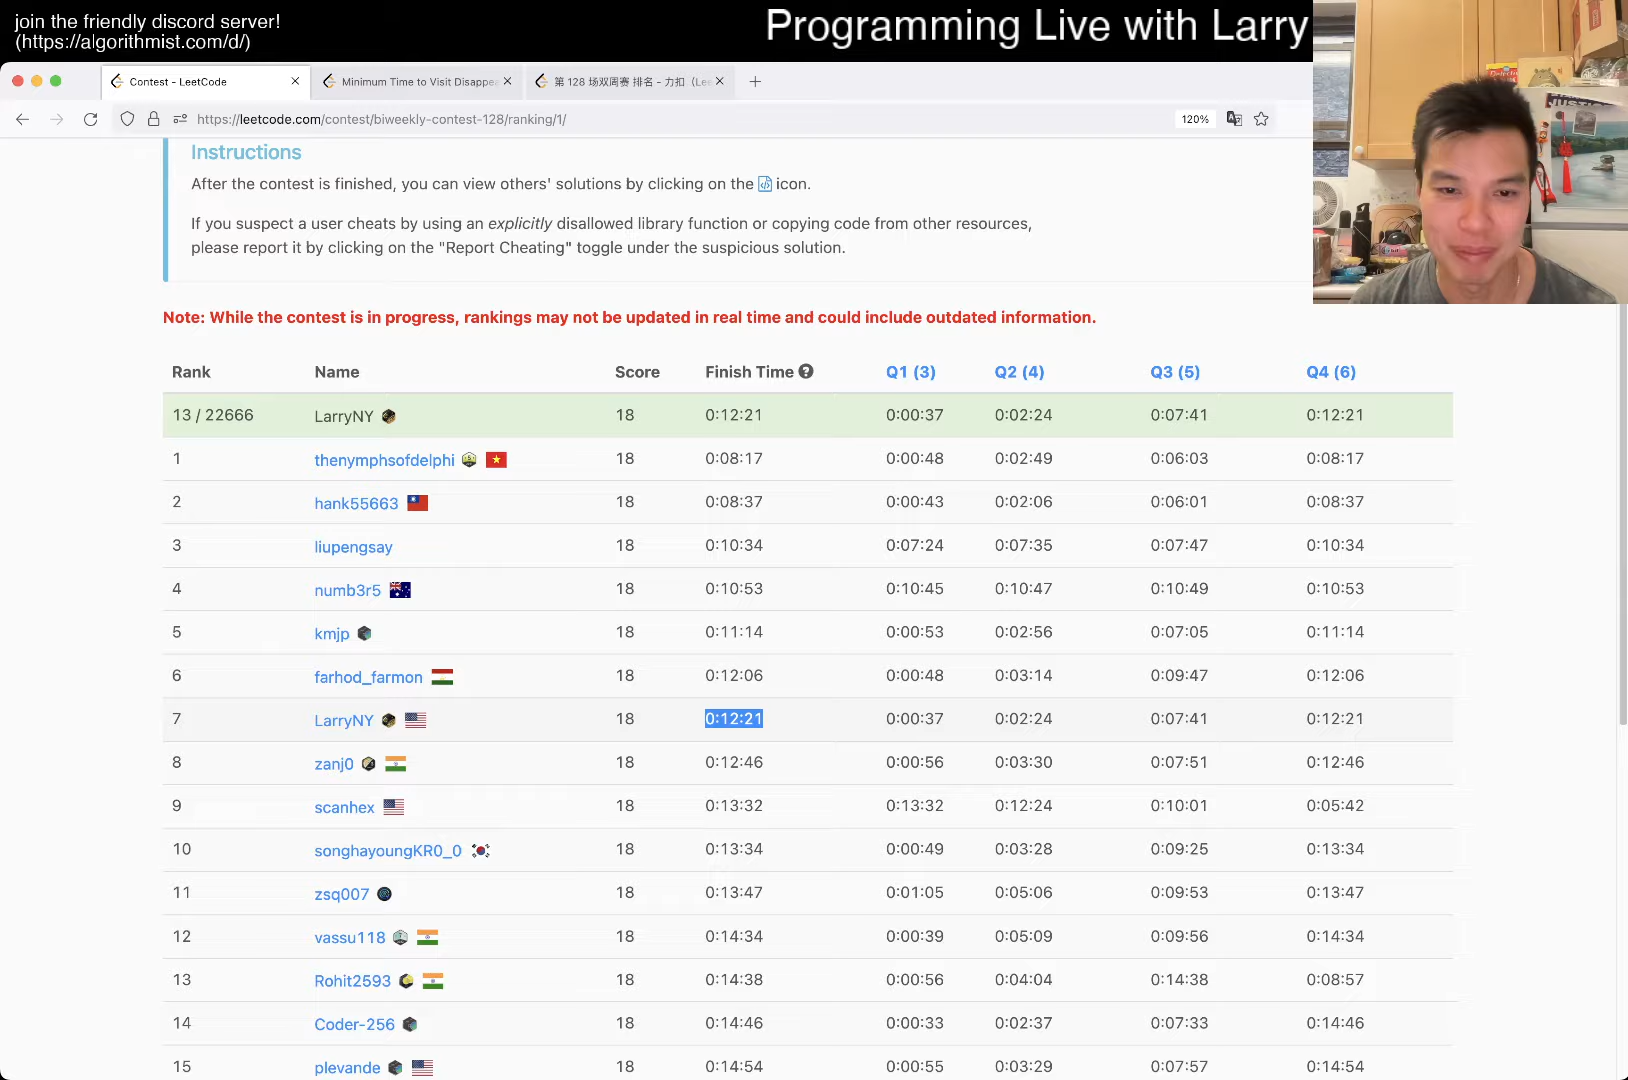 join the friendly discord server!
(https://algorithmist.com/d/)
Programming Live with Larry
Contest - LeetCode
Minimum Time to Visit Disappea
第 128 场双周赛 排名 - 力扣（Lee
https://leetcode.com/contest/biweekly-contest-128/ranking/1/
120%
Instructions
After the contest is finished, you can view others' solutions by clicking on the icon.
If you suspect a user cheats by using an explicitly disallowed library function or copying code from other resources,
please report it by clicking on the "Report Cheating" toggle under the suspicious solution.
Note: While the contest is in progress, rankings may not be updated in real time and could include outdated information.
Rank Name Score Finish Time Q1 (3) Q2 (4) Q3 (5) Q4 (6)
13 / 22666 LarryNY 18 0:12:21 0:00:37 0:02:24 0:07:41 0:12:21
1 thenymphsofdelphi 18 0:08:17 0:00:48 0:02:49 0:06:03 0:08:17
2 hank55663 18 0:08:37 0:00:43 0:02:06 0:06:01 0:08:37
3 liupengsay 18 0:10:34 0:07:24 0:07:35 0:07:47 0:10:34
4 numb3r5 18 0:10:53 0:10:45 0:10:47 0:10:49 0:10:53
5 kmjp 18 0:11:14 0:00:53 0:02:56 0:07:05 0:11:14
6 farhod_farmon 18 0:12:06 0:00:48 0:03:14 0:09:47 0:12:06
7 LarryNY 18 0:12:21 0:00:37 0:02:24 0:07:41 0:12:21
8 zanj0 18 0:12:46 0:00:56 0:03:30 0:07:51 0:12:46
9 scanhex 18 0:13:32 0:13:32 0:12:24 0:10:01 0:05:42
10 songhayoungKR0_0 18 0:13:34 0:00:49 0:03:28 0:09:25 0:13:34
11 zsq007 18 0:13:47 0:01:05 0:05:06 0:09:53 0:13:47
12 vassu118 18 0:14:34 0:00:39 0:05:09 0:09:56 0:14:34
13 Rohit2593 18 0:14:38 0:00:56 0:04:04 0:14:38 0:08:57
14 Coder-256 18 0:14:46 0:00:33 0:02:37 0:07:33 0:14:46
15 plevande 18 0:14:54 0:00:55 0:03:29 0:07:57 0:14:54